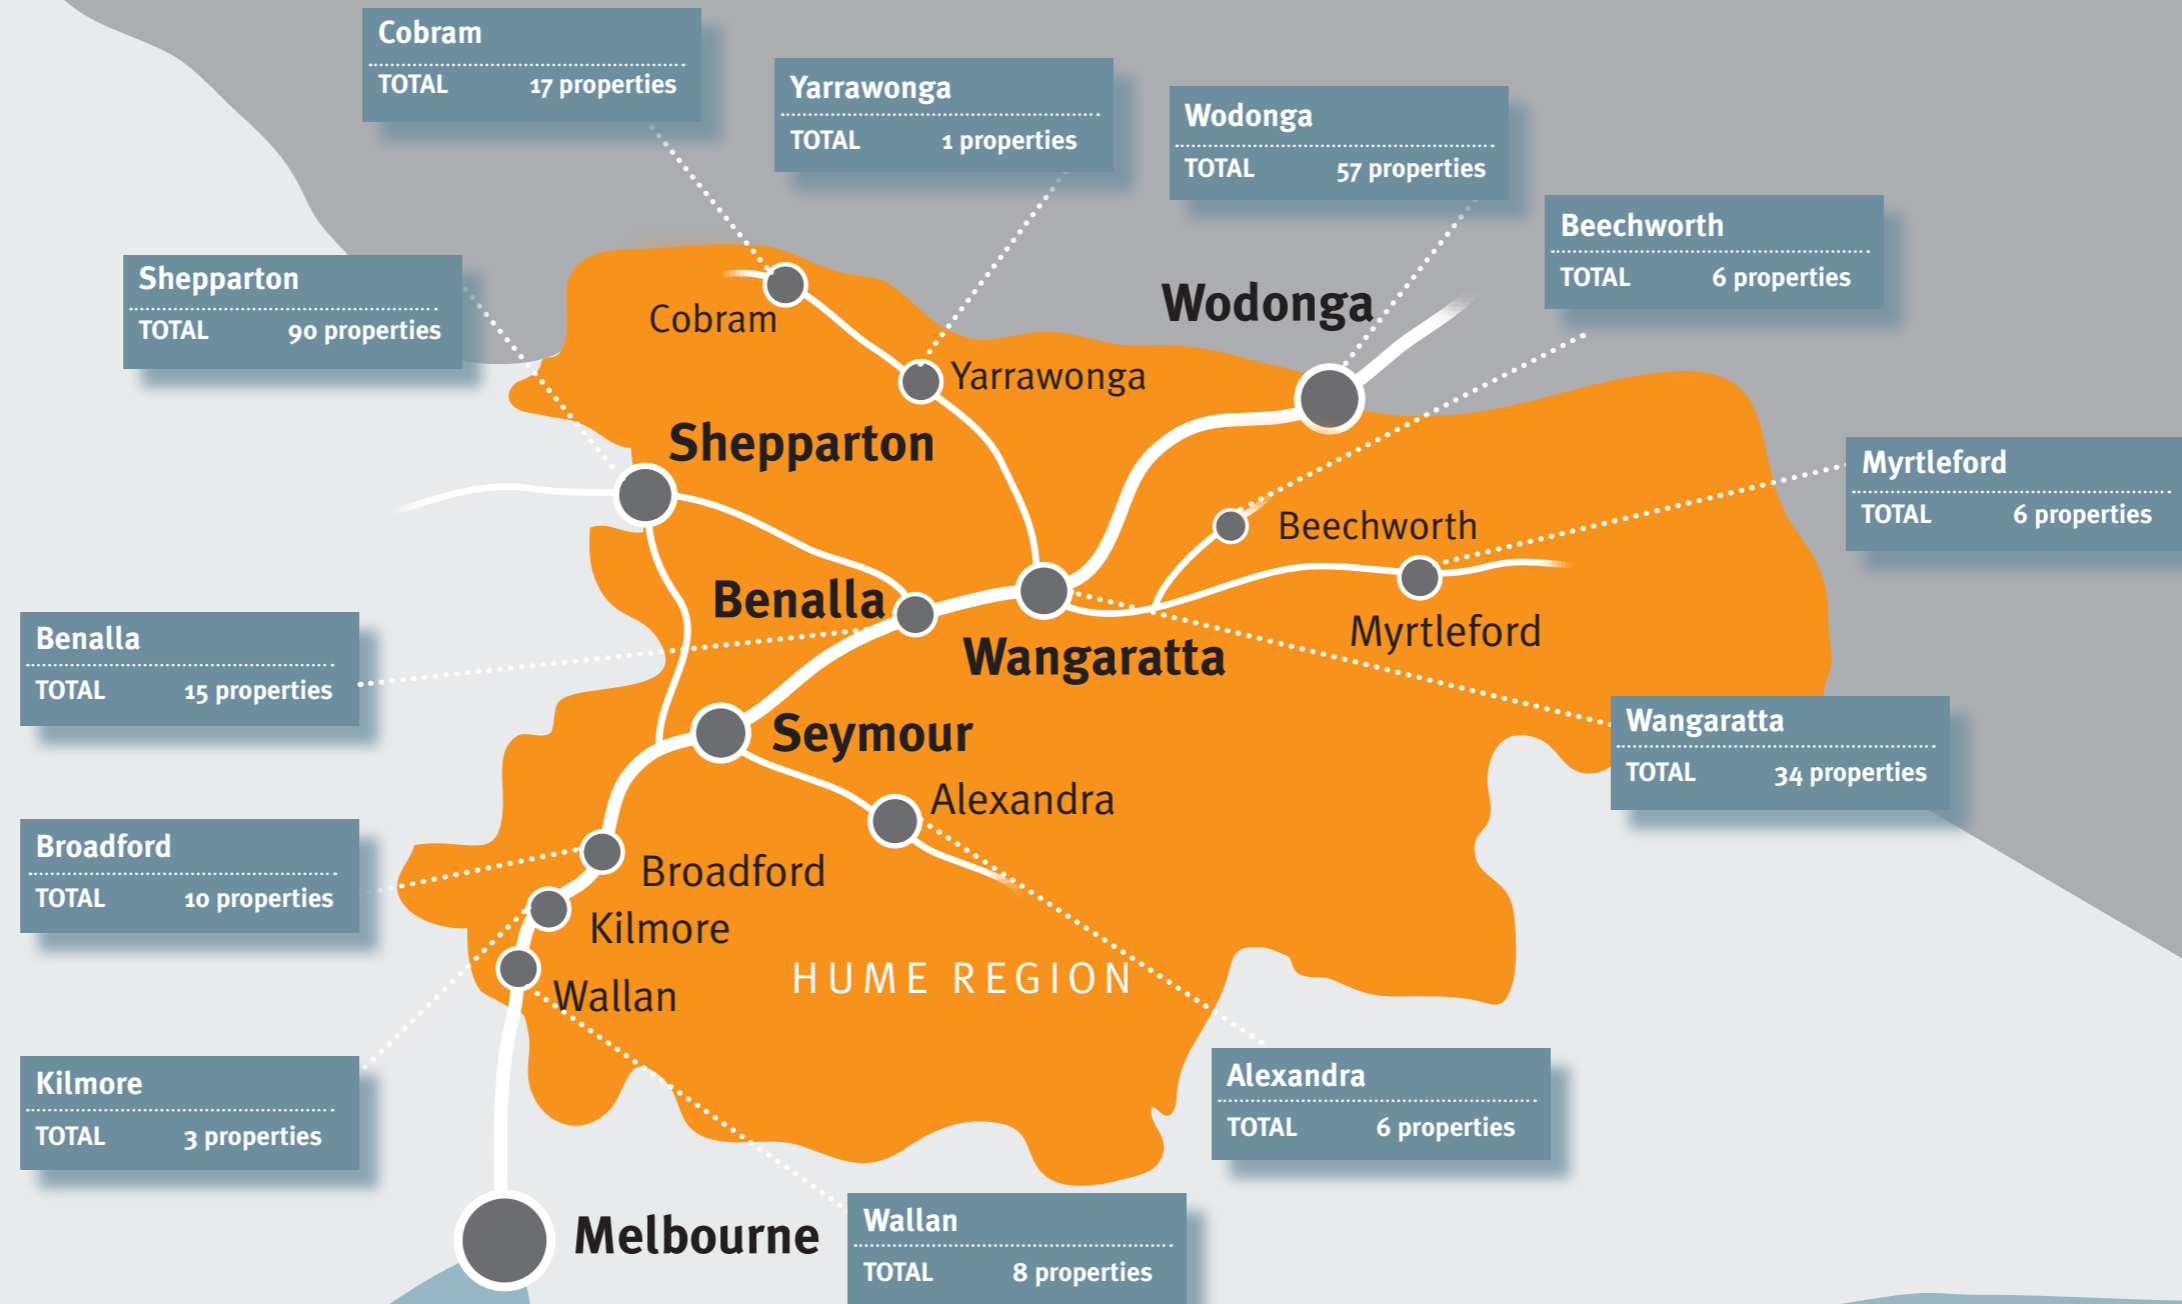 Cobram
TOTAL 17 properties
Yarrawonga
TOTAL 1 properties
Wodonga
TOTAL 57 properties
Beechworth
TOTAL 6 properties
Shepparton
TOTAL 90 properties
Wodonga
Cobram
Yarrawonga
Shepparton
Myrtleford
TOTAL 6 properties
Beechworth
Benalla
Myrtleford
Wangaratta
Benalla
TOTAL 15 properties
Seymour
Wangaratta
TOTAL 34 properties
Alexandra
Broadford
TOTAL 10 properties
Broadford
Kilmore
HUME REGION
Wallan
Kilmore
TOTAL 3 properties
Alexandra
TOTAL 6 properties
Melbourne
Wallan
TOTAL 8 properties